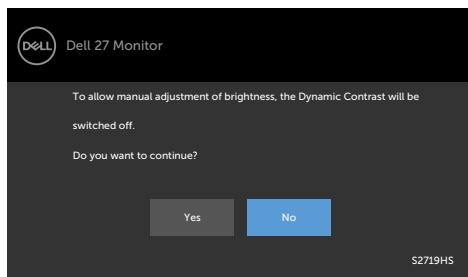 DELL Dell 27 Monitor
To allow manual adjustment of brightness, the Dynamic Contrast will be
switched off.
Do you want to continue?
Yes No
S2719HS